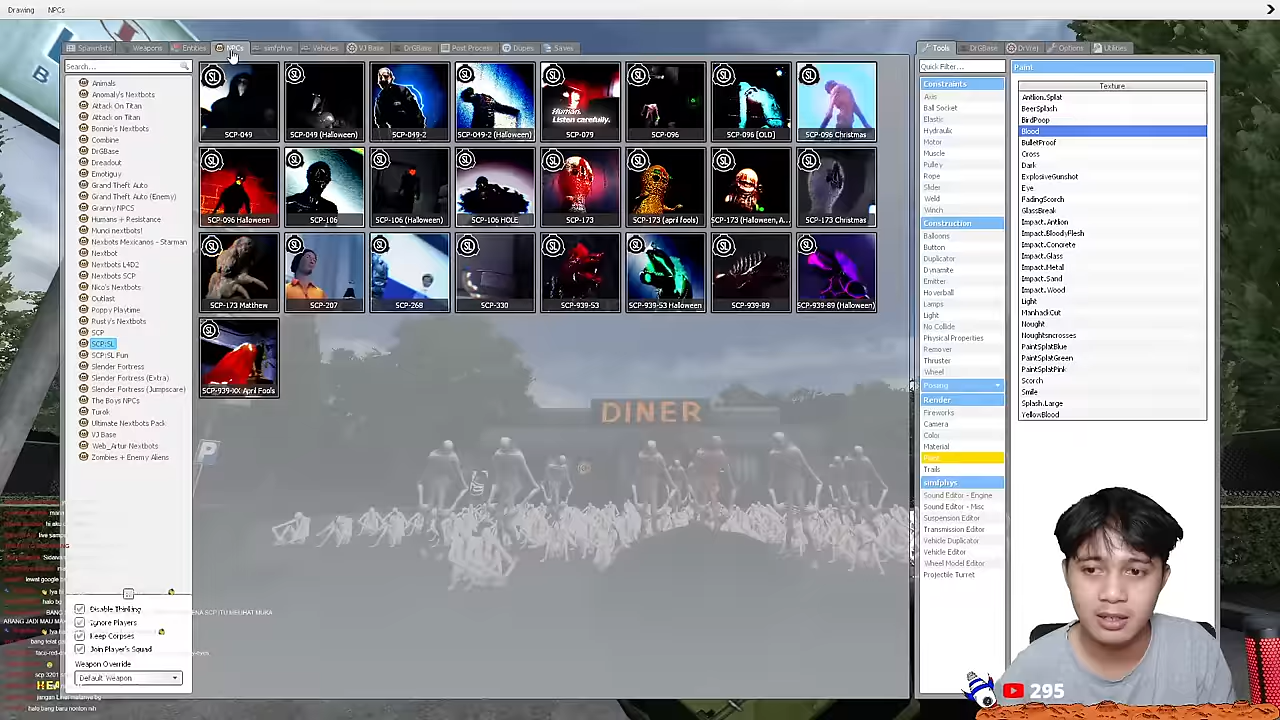 Drawing NPCs
Spawnlists Weapons Entities NPCs simfphys Vehicles VJ Base DrGBase Post Process Dupes Saves
Search...
Animals
Anomaly's Nextbots
Attack On Titan
Attack on Titan
Bonnie's Nextbots
Combine
DrGBase
Dreadout
Emotiguy
Grand Theft Auto
Grand Theft Auto (Enemy)
Granny NPCS
Humans + Resistance
Munci nextbots!
Nexbots Mexicanos - Starman
Nextbot
Nextbots L4D2
Nextbots SCP
Nico's Nextbots
Outlast
Poppy Playtime
Rusty's Nextbots
SCP
SCP:SL
SCP:SL Fun
Slender Fortress
Slender Fortress (Extra)
Slender Fortress (Jumpscare)
The Boys NPCs
Turok
Ultimate Nextbots Pack
VJ Base
Web_Artur Nextbots
Zombies + Enemy Aliens
Disable Thinking
Ignore Players
Keep Corpses
Join Player's Squad
Weapon Override
Default Weapon
SCP-049 SCP-049 (Halloween) SCP-049-2 SCP-049-2 (Halloween) SCP-079 SCP-096 SCP-096 (OLD) SCP-096 Christmas
Human.
Listen carefully.
SCP-096 Halloween SCP-106 SCP-106 (Halloween) SCP-106 HOLE SCP-173 SCP-173 (april fools) SCP-173 (Halloween, A... SCP-173 Christmas
SCP-173 Matthew SCP-207 SCP-268 SCP-330 SCP-939-53 SCP-939-53 Halloween SCP-939-89 SCP-939-89 (Halloween)
SCP-939-XX April Fools
DINER
P
B
Tools DrGBase Options Utilities
Quick Filter...
Constraints
Axis
Ball Socket
Elastic
Hydraulic
Motor
Muscle
Pulley
Rope
Slider
Weld
Winch
Construction
Balloons
Button
Duplicator
Dynamite
Emitter
Hoverball
Lamps
Light
No Collide
Physical Properties
Remover
Thruster
Wheel
Posing
Render
Fireworks
Camera
Color
Material
Paint
Trails
simfphys
Sound Editor - Engine
Sound Editor - Misc
Suspension Editor
Transmission Editor
Vehicle Duplicator
Vehicle Editor
Wheel Model Editor
Projectile Turret
Paint
Texture
Antlion.Splat
BeerSplash
BirdPoop
Blood
BulletProof
Cross
Dark
ExplosiveGunshot
Eye
FadingScorch
GlassBreak
Impact.Antlion
Impact.BloodyFlesh
Impact.Concrete
Impact.Glass
Impact.Metal
Impact.Sand
Impact.Wood
Light
ManhackCut
Nought
Noughtsncrosses
PaintSplatBlue
PaintSplatGreen
PaintSplatPink
Scorch
Smile
Splash.Large
YellowBlood
295